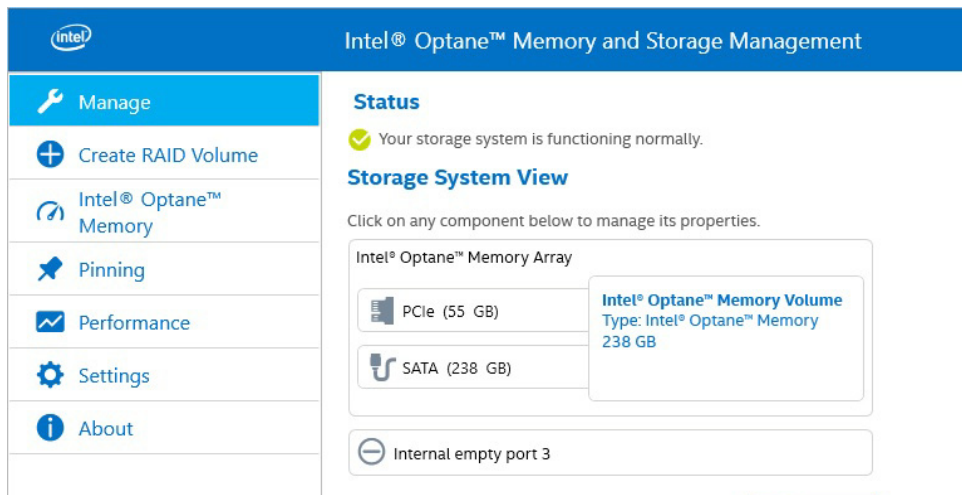 intel
Intel® Optane™ Memory and Storage Management
Manage
Create RAID Volume
Intel® Optane™
Memory
Pinning
Performance
Settings
About
Status
Your storage system is functioning normally.
Storage System View
Click on any component below to manage its properties.
Intel® Optane™ Memory Array
PCIe (55 GB)
SATA (238 GB)
Intel® Optane™ Memory Volume
Type: Intel® Optane™ Memory
238 GB
Internal empty port 3